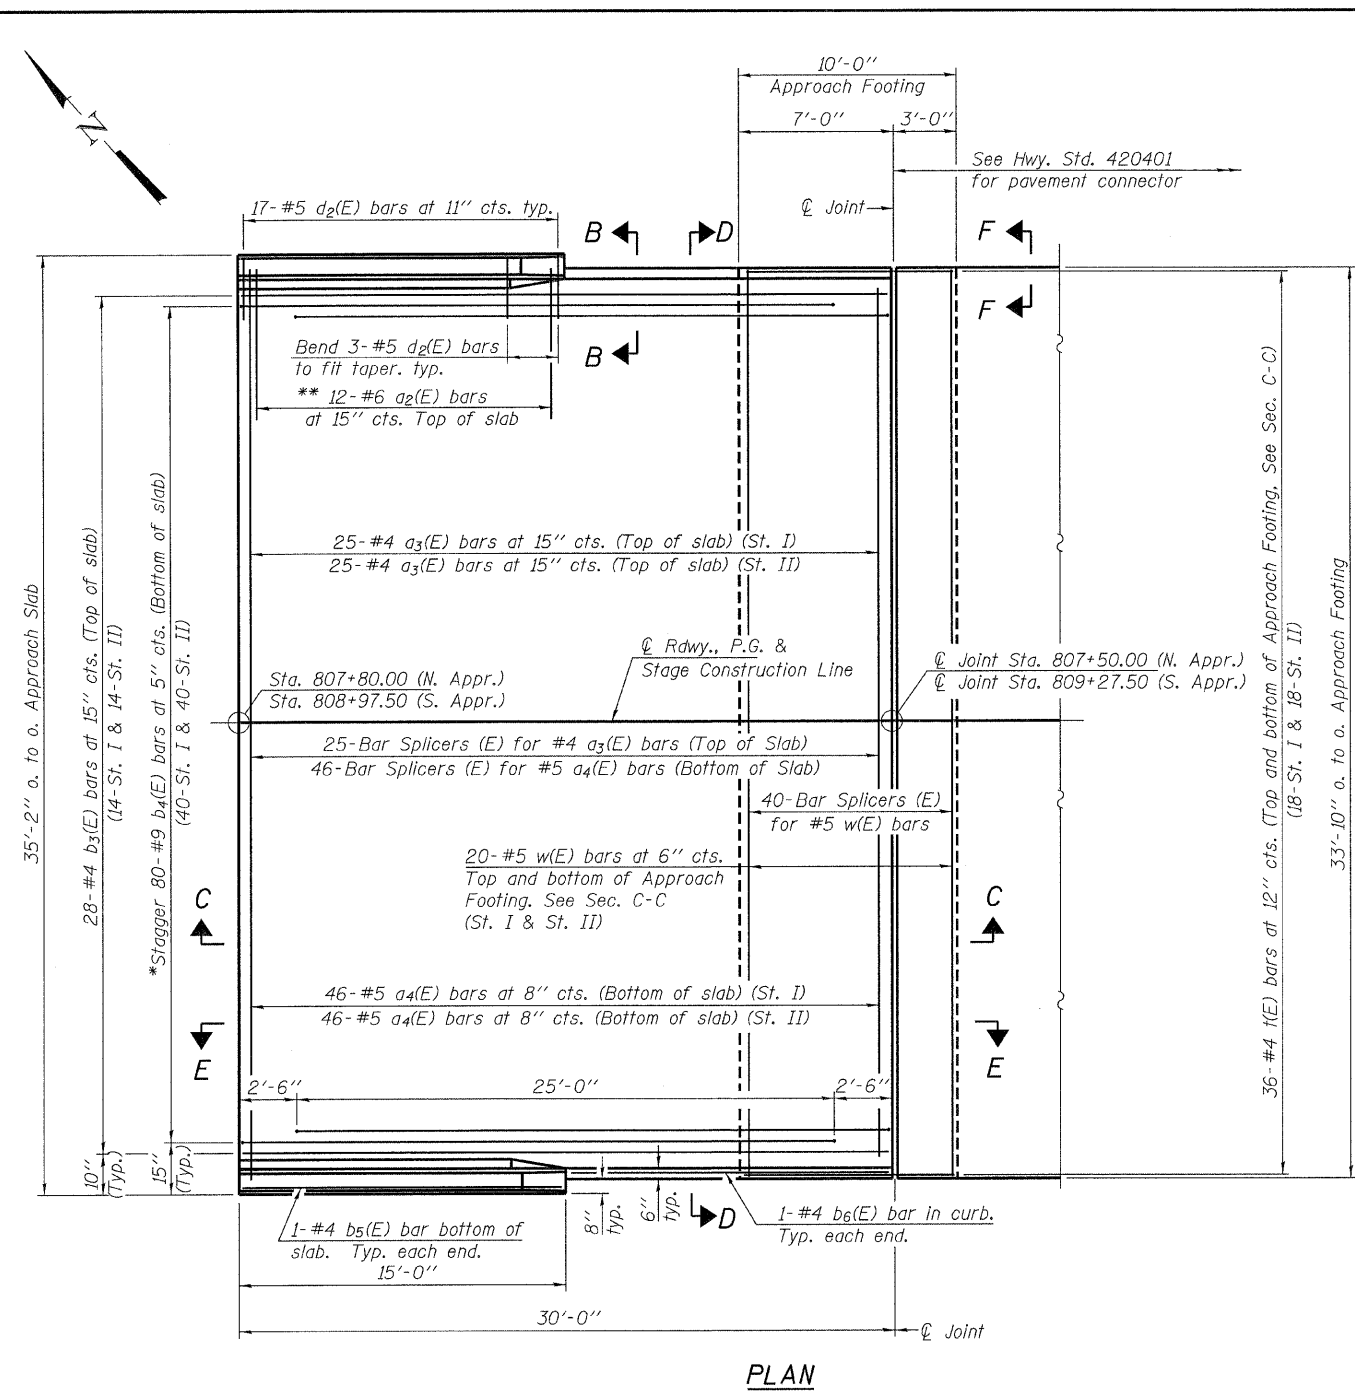 10'-0"
Approach Footing
7'-0"
3'-0"
See Hwy. Std. 420401
for pavement connector
N
17-#5 d2(E) bars at 11" cts. typ.
℄ Joint
B
D
F
Bend 3-#5 d2(E) bars
to fit taper. typ.
B
F
** 12-#6 a2(E) bars
at 15" cts. Top of slab
35'-2" o. to o. Approach Slab
28-#4 b3(E) bars at 15" cts. (Top of slab)
(14-St. I & 14-St. II)
*Stagger 80-#9 b4(E) bars at 5" cts. (Bottom of slab)
(40-St. I & 40-St. II)
25-#4 a3(E) bars at 15" cts. (Top of slab) (St. I)
25-#4 a3(E) bars at 15" cts. (Top of slab) (St. II)
℄ Rdwy., P.G. &
Stage Construction Line
Sta. 807+80.00 (N. Appr.)
Sta. 808+97.50 (S. Appr.)
℄ Joint Sta. 807+50.00 (N. Appr.)
℄ Joint Sta. 809+27.50 (S. Appr.)
36-#4 t(E) bars at 12" cts. (Top and bottom of Approach Footing, See Sec. C-C)
(18-St. I & 18-St. II)
33'-10" o. to o. Approach Footing
25-Bar Splicers (E) for #4 a3(E) bars (Top of Slab)
46-Bar Splicers (E) for #5 a4(E) bars (Bottom of Slab)
40-Bar Splicers (E)
for #5 w(E) bars
20-#5 w(E) bars at 6" cts.
Top and bottom of Approach
Footing. See Sec. C-C
(St. I & St. II)
C
C
46-#5 a4(E) bars at 8" cts. (Bottom of slab) (St. I)
46-#5 a4(E) bars at 8" cts. (Bottom of slab) (St. II)
E
E
2'-6"
25'-0"
2'-6"
10"
(Typ.)
15"
(Typ.)
8"
typ.
6"
typ.
D
1-#4 b5(E) bar bottom of
slab. Typ. each end.
1-#4 b6(E) bar in curb.
Typ. each end.
15'-0"
30'-0"
℄ Joint
PLAN